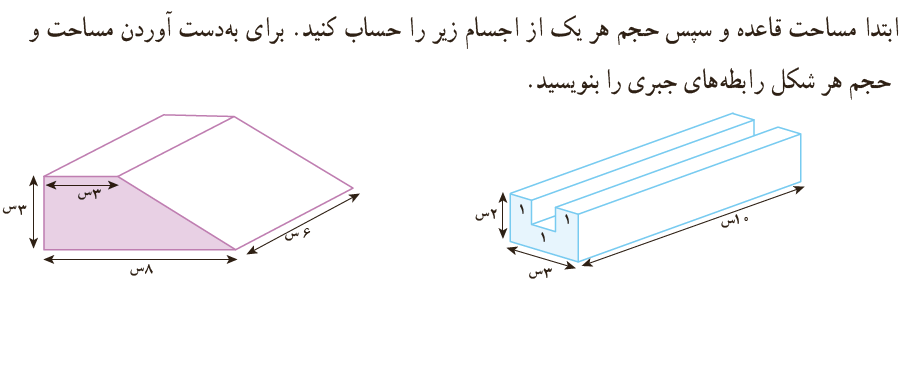 ابتدا مساحت قاعده و سپس حجم هر یک از اجسام زیر را حساب کنید. برای به‌دست آوردن مساحت و
حجم هر شکل رابطه‌های جبری را بنویسید.
۲س
۱
۱
۱
۳س
۱۰س
۳س
۳س
۸س
۶س